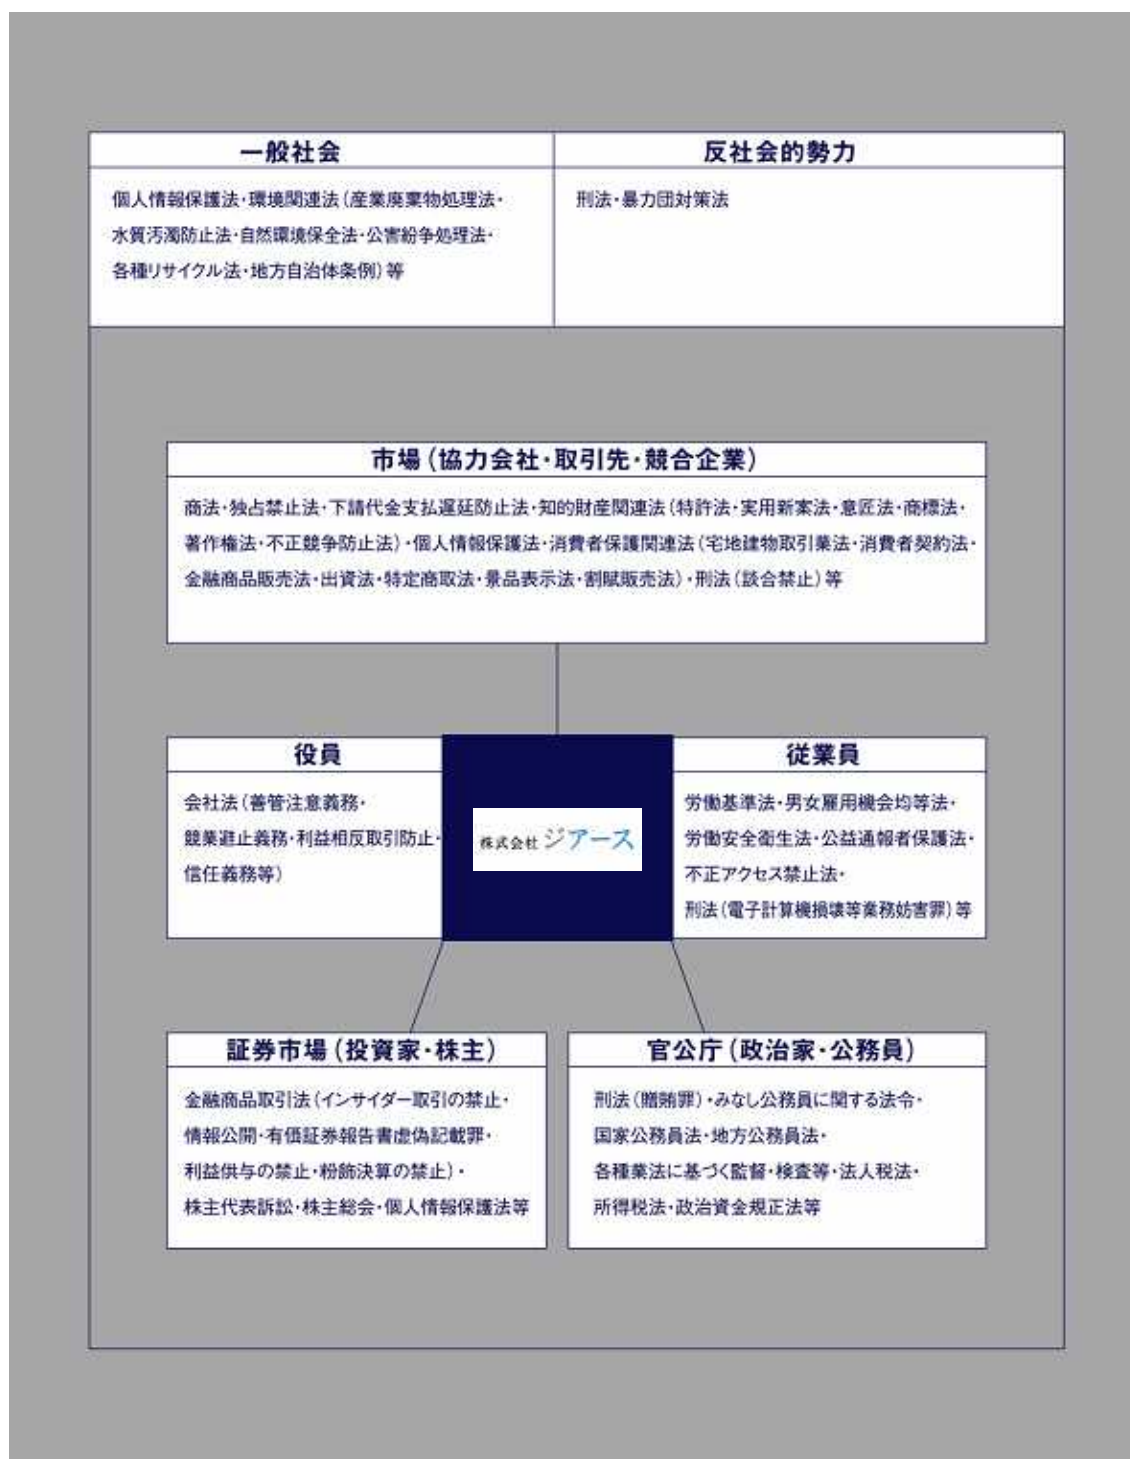 一般社会
個人情報保護法・環境関連法（産業廃棄物処理法・
水質汚濁防止法・自然環境保全法・公害紛争処理法・
各種リサイクル法・地方自治体条例）等
反社会的勢力
刑法・暴力団対策法
市場（協力会社・取引先・競合企業）
商法・独占禁止法・下請代金支払遅延防止法・知的財産関連法（特許法・実用新案法・意匠法・商標法・
著作権法・不正競争防止法）・個人情報保護法・消費者保護関連法（宅地建物取引業法・消費者契約法・
金融商品販売法・出資法・特定商取法・景品表示法・割賦販売法）・刑法（談合禁止）等
役員
会社法（善管注意義務・
競業避止義務・利益相反取引防止・
信任義務等）
株式会社ジアース
従業員
労働基準法・男女雇用機会均等法・
労働安全衛生法・公益通報者保護法・
不正アクセス禁止法・
刑法（電子計算機損壊等業務妨害罪）等
証券市場（投資家・株主）
金融商品取引法（インサイダー取引の禁止・
情報公開・有価証券報告書虚偽記載罪・
利益供与の禁止・粉飾決算の禁止）・
株主代表訴訟・株主総会・個人情報保護法等
官公庁（政治家・公務員）
刑法（贈賄罪）・みなし公務員に関する法令・
国家公務員法・地方公務員法・
各種業法に基づく監督・検査等・法人税法・
所得税法・政治資金規正法等